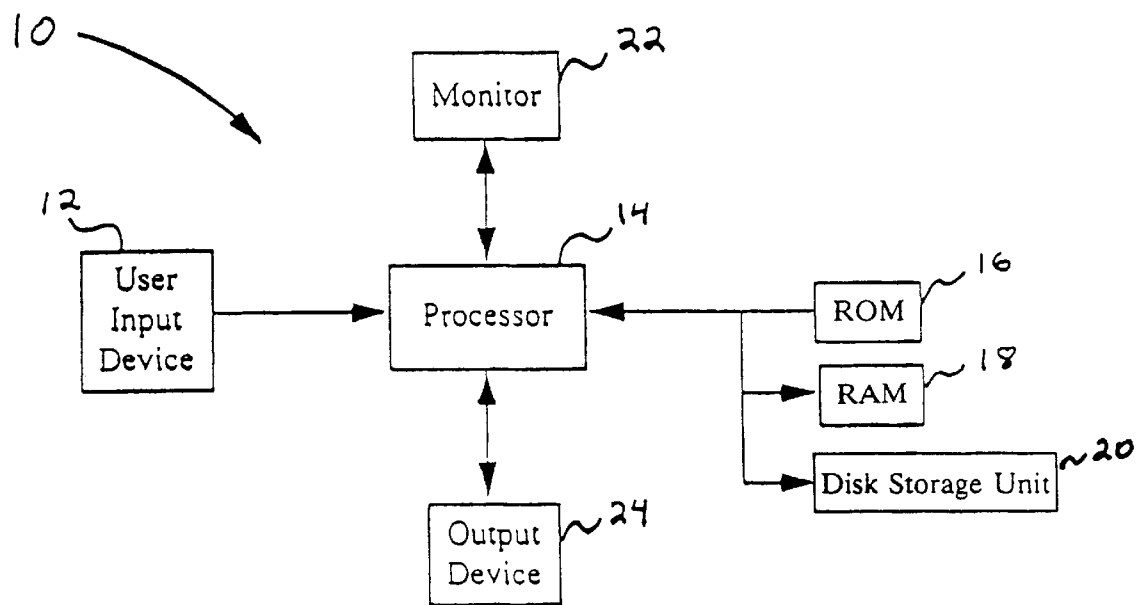 10
22
Monitor
12
14
User
Input
Device
Processor
16
ROM
18
RAM
20
Disk Storage Unit
24
Output
Device